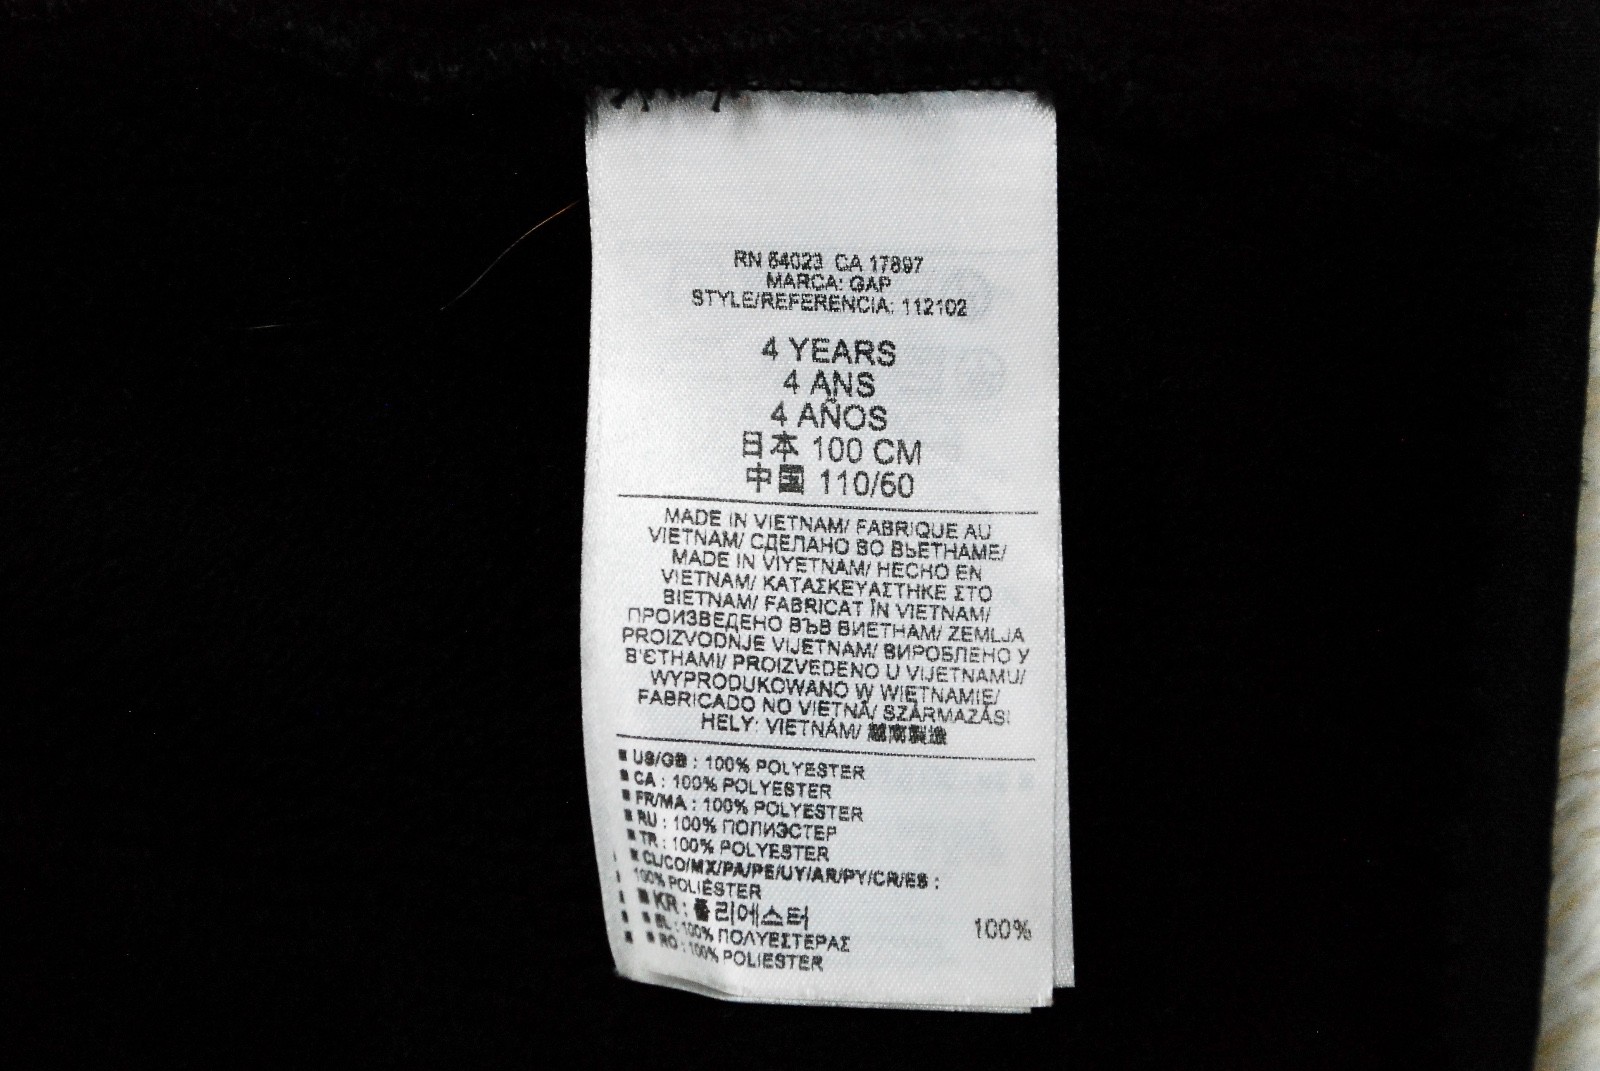 RN 54023 CA 17897
MARCA: GAP
STYLE/REFERENCIA: 112102
4 YEARS
4 ANS
4 AÑOS
日本 100 CM
中国 110/60
MADE IN VIETNAM/ FABRIQUE AU
VIETNAM/ СДЕЛАНО ВО ВЬЕТНАМЕ/
MADE IN VIYETNAM/ HECHO EN
VIETNAM/ ΚΑΤΑΣΚΕΥΑΣΤΗΚΕ ΣΤΟ
ΒΙΕΤΝΑΜ/ FABRICAT ÎN VIETNAM/
ПРОИЗВЕДЕНО ВЪВ ВИЕТНАМ/ ZEMLJA
PROIZVODNJE VIJETNAM/ ВИРОБЛЕНО У
В'ЄТНАМІ/ PROIZVEDENO U VIJETNAMU/
WYPRODUKOWANO W WIETNAMIE/
FABRICADO NO VIETNÃ/ SZÁRMAZÁSI
HELY: VIETNÁM/ 越南製造
■ US/GB : 100% POLYESTER
■ CA : 100% POLYESTER
■ FR/MA : 100% POLYESTER
■ RU : 100% ПОЛИЭСТЕР
■ TR : 100% POLYESTER
■ CL/CO/MX/PA/PE/UY/AR/PY/CR/ES :
100% POLIÉSTER
■ KR : 폴리에스터 100%
■ EL : 100% ΠΟΛΥΕΣΤΕΡΑΣ
■ RO : 100% POLIESTER